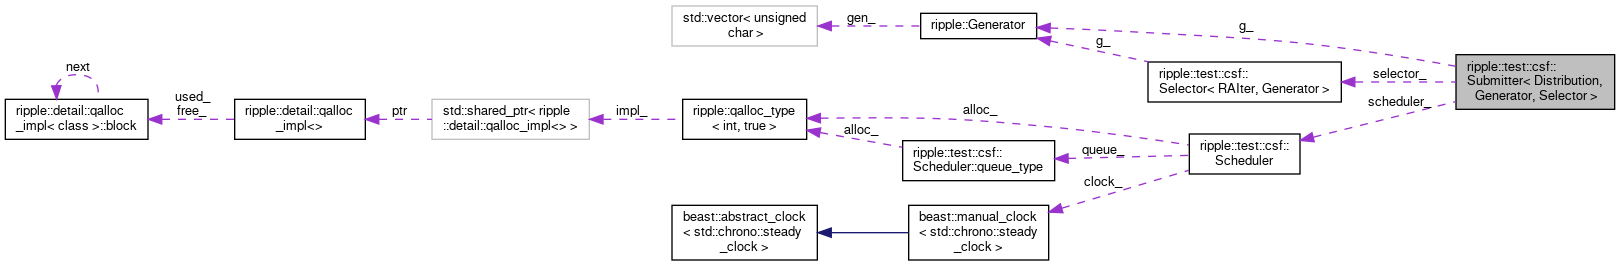 std::vector< unsigned
char >
gen_
ripple::Generator
g_
g_
ripple::test::csf::
Submitter< Distribution,
Generator, Selector >
selector_
ripple::test::csf::
Selector< RAIter, Generator >
scheduler_
next
ripple::detail::qalloc
_impl< class >::block
used_
free_
ripple::detail::qalloc
_impl<>
ptr
std::shared_ptr< ripple
::detail::qalloc_impl<> >
impl_
ripple::qalloc_type
< int, true >
alloc_
alloc_
ripple::test::csf::
Scheduler::queue_type
queue_
ripple::test::csf::
Scheduler
clock_
beast::abstract_clock
< std::chrono::steady
_clock >
beast::manual_clock
< std::chrono::steady
_clock >